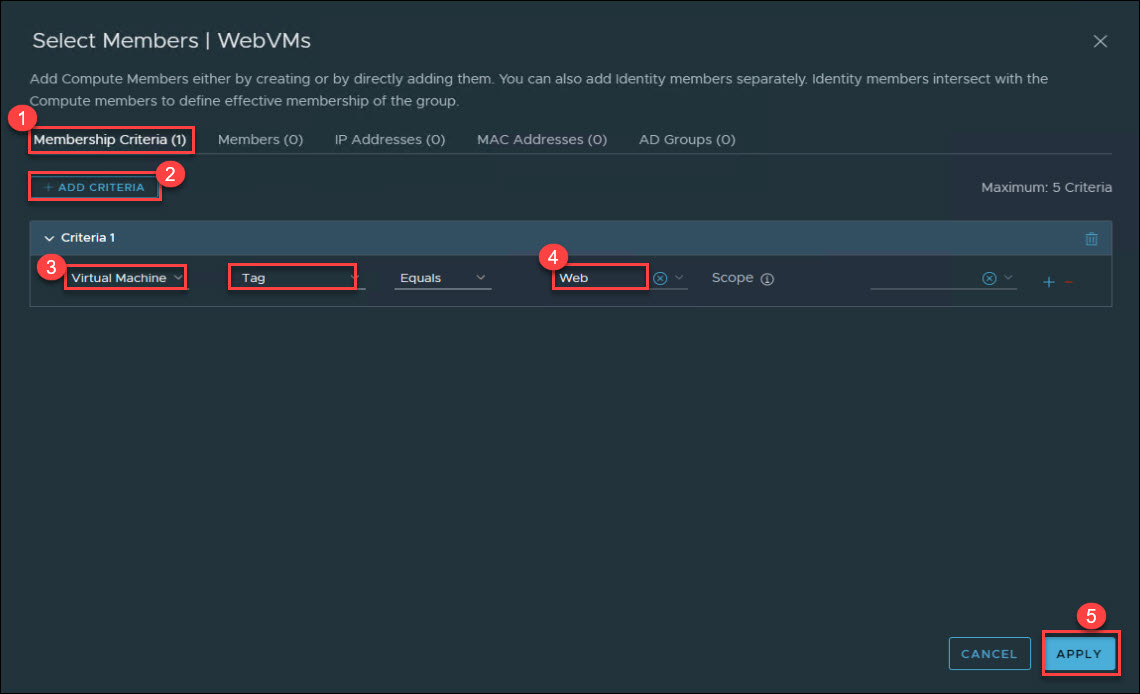 Select Members | WebVMs
Add Compute Members either by creating or by directly adding them. You can also add Identity members separately. Identity members intersect with the
Compute members to define effective membership of the group.
1
Membership Criteria (1) Members (0) IP Addresses (0) MAC Addresses (0) AD Groups (0)
2
+ ADD CRITERIA Maximum: 5 Criteria
Criteria 1
3 4
Virtual Machine Tag Equals Web Scope
5
CANCEL APPLY